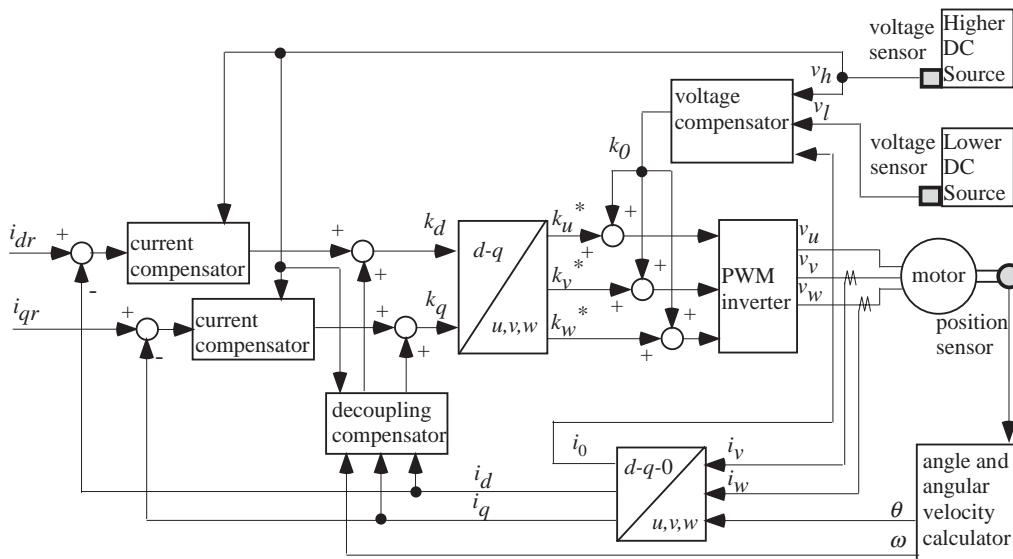 voltage
sensor
Higher
DC
Source
v_h
v_l
voltage
compensator
k_0
voltage
sensor
Lower
DC
Source
i_dr
+
-
current
compensator
+
+
k_d
d-q
u,v,w
k_u*
+
+
k_v*
+
+
k_w*
+
+
PWM
inverter
v_u
v_v
v_w
motor
position
sensor
i_qr
+
-
current
compensator
+
+
k_q
decoupling
compensator
i_0
d-q-0
u,v,w
i_v
i_w
i_d
i_q
θ
ω
angle and
angular
velocity
calculator